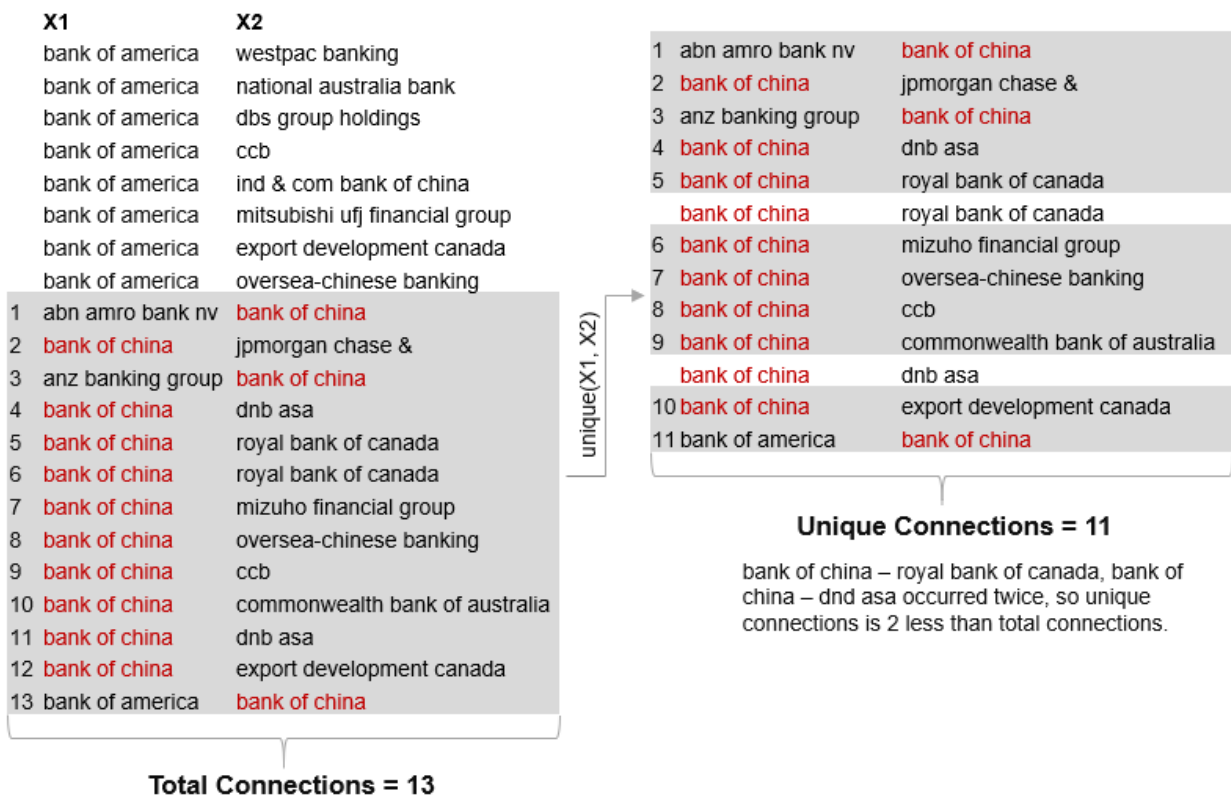 X1 X2
bank of america westpac banking
bank of america national australia bank
bank of america dbs group holdings
bank of america ccb
bank of america ind & com bank of china
bank of america mitsubishi ufj financial group
bank of america export development canada
bank of america oversea-chinese banking
1 abn amro bank nv bank of china
2 bank of china jpmorgan chase &
3 anz banking group bank of china
4 bank of china dnb asa
5 bank of china royal bank of canada
6 bank of china royal bank of canada
7 bank of china mizuho financial group
8 bank of china oversea-chinese banking
9 bank of china ccb
10 bank of china commonwealth bank of australia
11 bank of china dnb asa
12 bank of china export development canada
13 bank of america bank of china
Total Connections = 13
unique(X1, X2)
1 abn amro bank nv bank of china
2 bank of china jpmorgan chase &
3 anz banking group bank of china
4 bank of china dnb asa
5 bank of china royal bank of canada
bank of china royal bank of canada
6 bank of china mizuho financial group
7 bank of china oversea-chinese banking
8 bank of china ccb
9 bank of china commonwealth bank of australia
bank of china dnb asa
10 bank of china export development canada
11 bank of america bank of china
Unique Connections = 11
bank of china – royal bank of canada, bank of
china – dnd asa occurred twice, so unique
connections is 2 less than total connections.